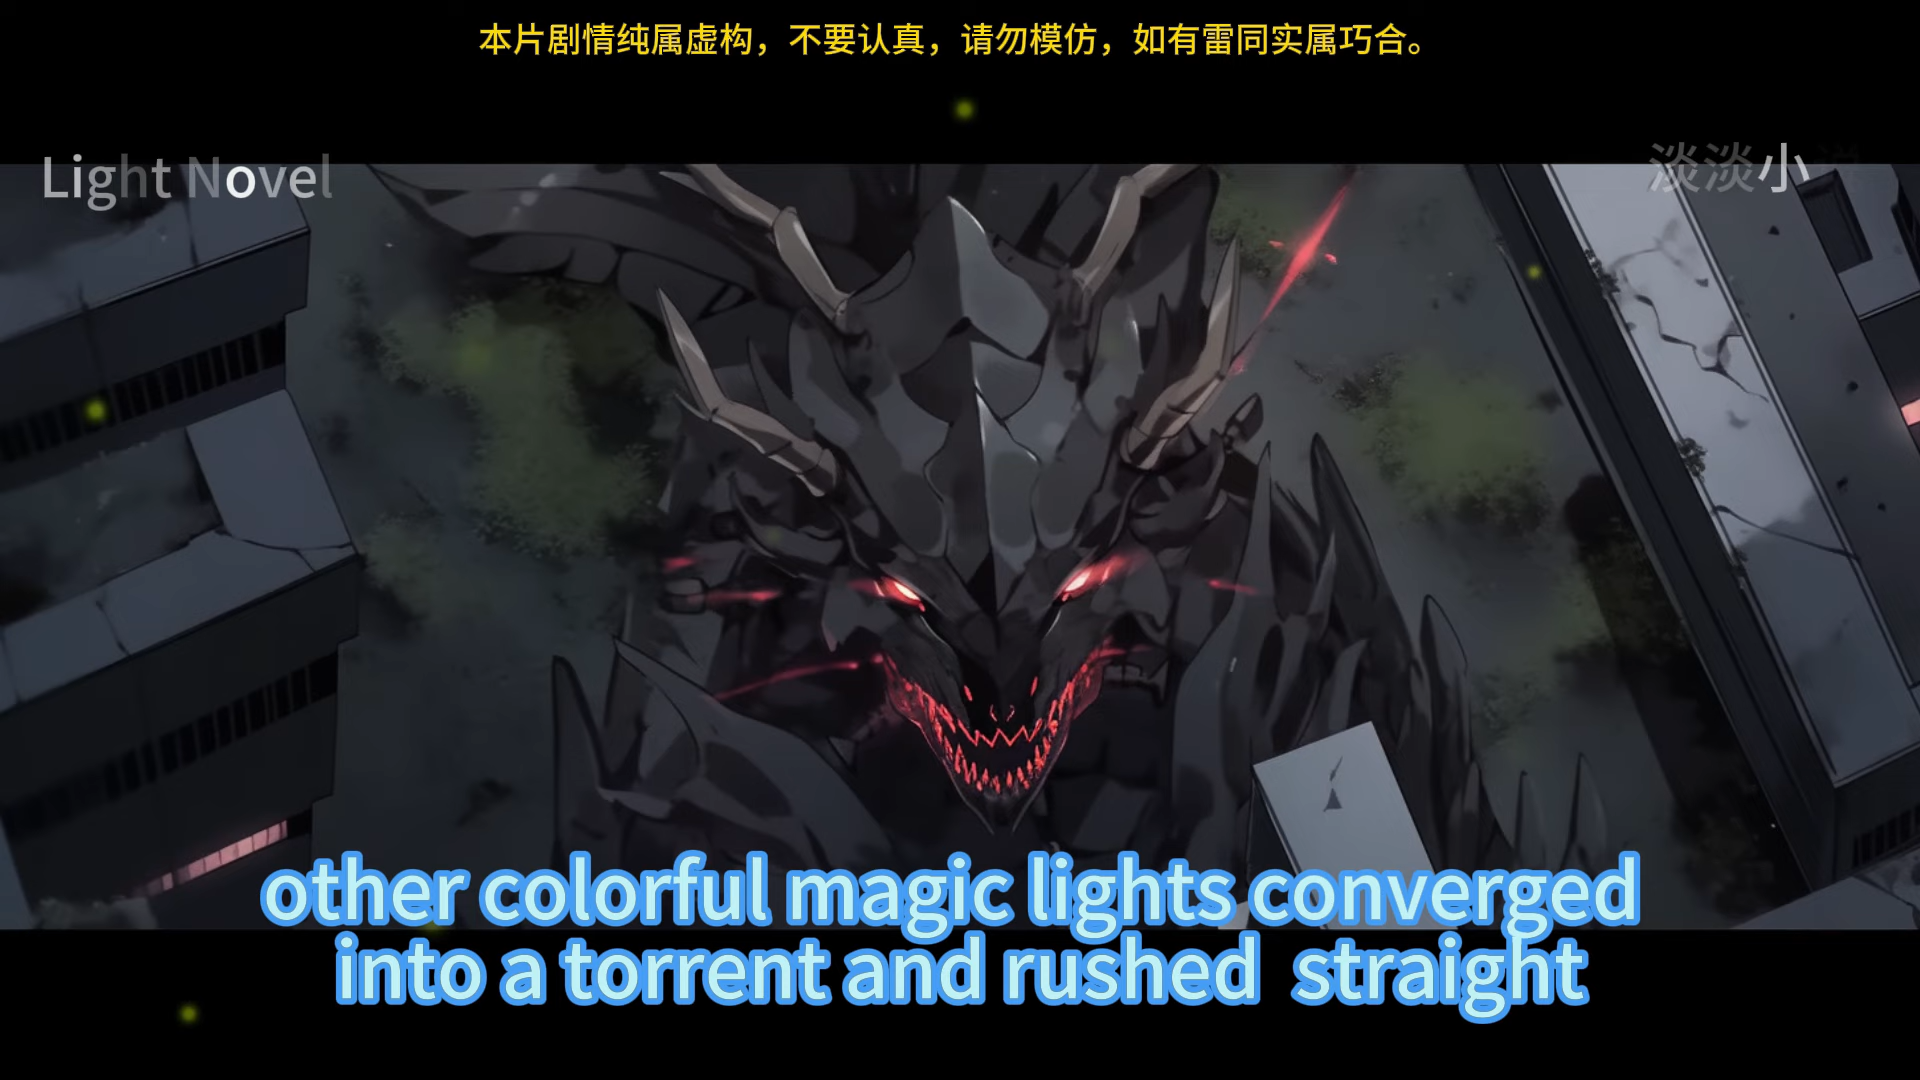 本片剧情纯属虚构，不要认真，请勿模仿，如有雷同实属巧合。
Light Novel
淡淡小说
other colorful magic lights converged
into a torrent and rushed straight